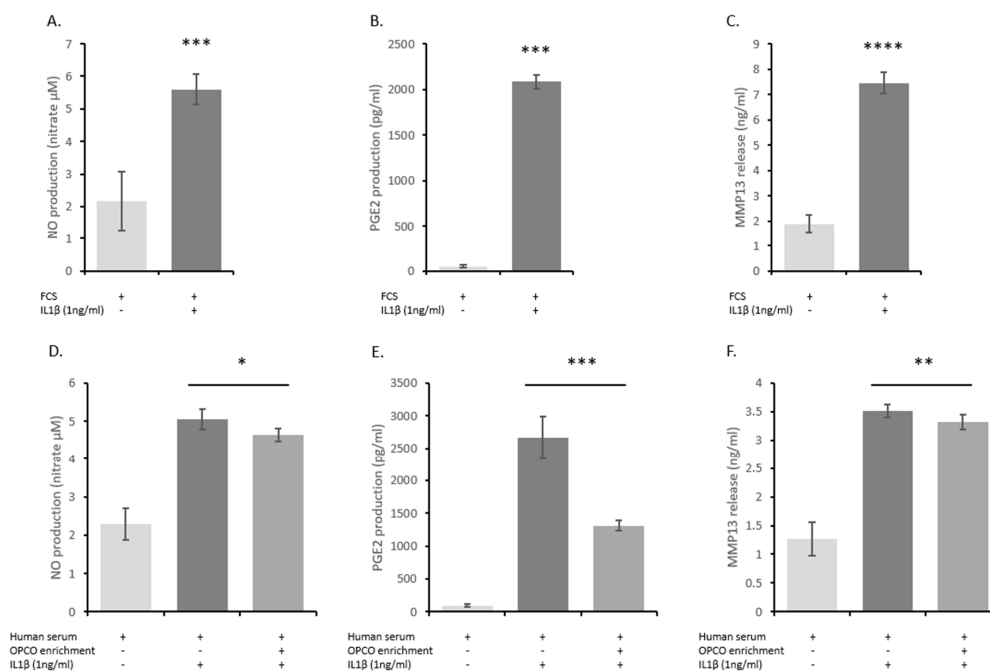 A.
NO production (nitrate µM)
7
6
5
4
3
2
1
0
***
FCS + +
IL1β (1ng/ml) - +
B.
PGE2 production (pg/ml)
2500
2000
1500
1000
500
0
***
FCS + +
IL1β (1ng/ml) - +
C.
MMP13 release (ng/ml)
9
8
7
6
5
4
3
2
1
0
****
FCS + +
IL1β (1ng/ml) - +
D.
NO production (nitrate µM)
6
5
4
3
2
1
0
*
Human serum + + +
OPCO enrichment - - +
IL1β (1ng/ml) - + +
E.
PGE2 production (pg/ml)
3500
3000
2500
2000
1500
1000
500
0
***
Human serum + + +
OPCO enrichment - - +
IL1β (1ng/ml) - + +
F.
MMP13 release (ng/ml)
4
3.5
3
2.5
2
1.5
1
0.5
0
**
Human serum + + +
OPCO enrichment - - +
IL1β (1ng/ml) - + +